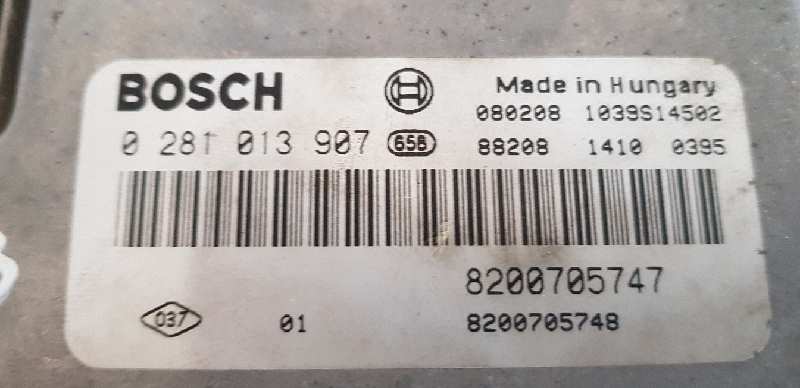 BOSCH
Made in Hungary
080208 1039S14502
0 281 013 907 658
88208 1410 0395
8200705747
037 01 8200705748